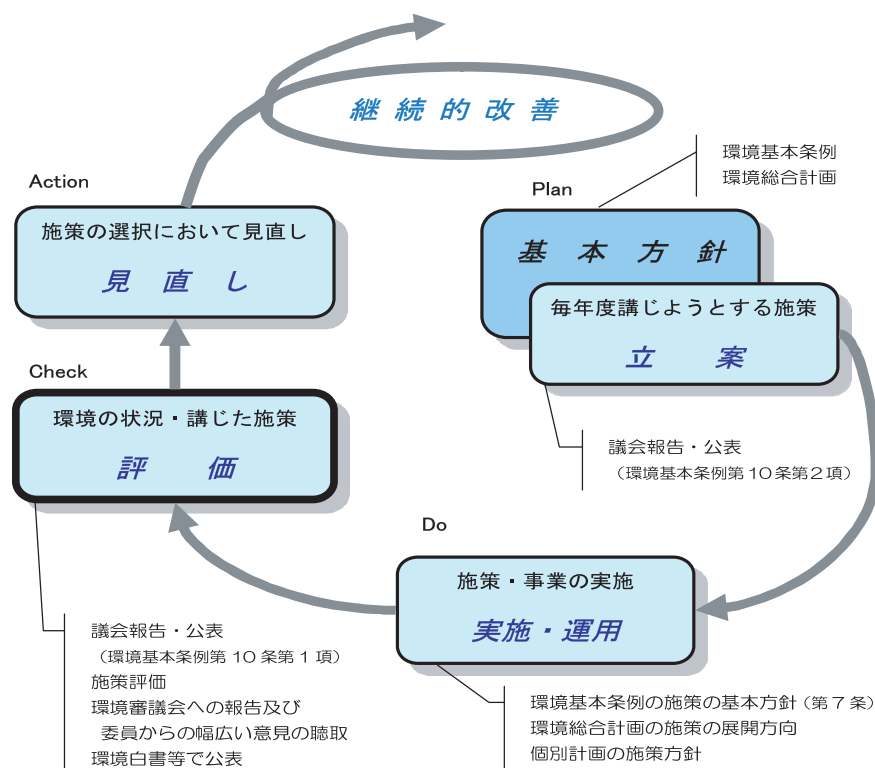 継続的改善
環境基本条例
環境総合計画
Action
Plan
施策の選択において見直し
見直し
基本方針
毎年度講じようとする施策
立案
Check
環境の状況・講じた施策
評価
議会報告・公表
（環境基本条例第10条第2項）
Do
施策・事業の実施
実施・運用
議会報告・公表
（環境基本条例第10条第1項）
施策評価
環境審議会への報告及び
委員からの幅広い意見の聴取
環境白書等で公表
環境基本条例の施策の基本方針（第7条）
環境総合計画の施策の展開方向
個別計画の施策方針